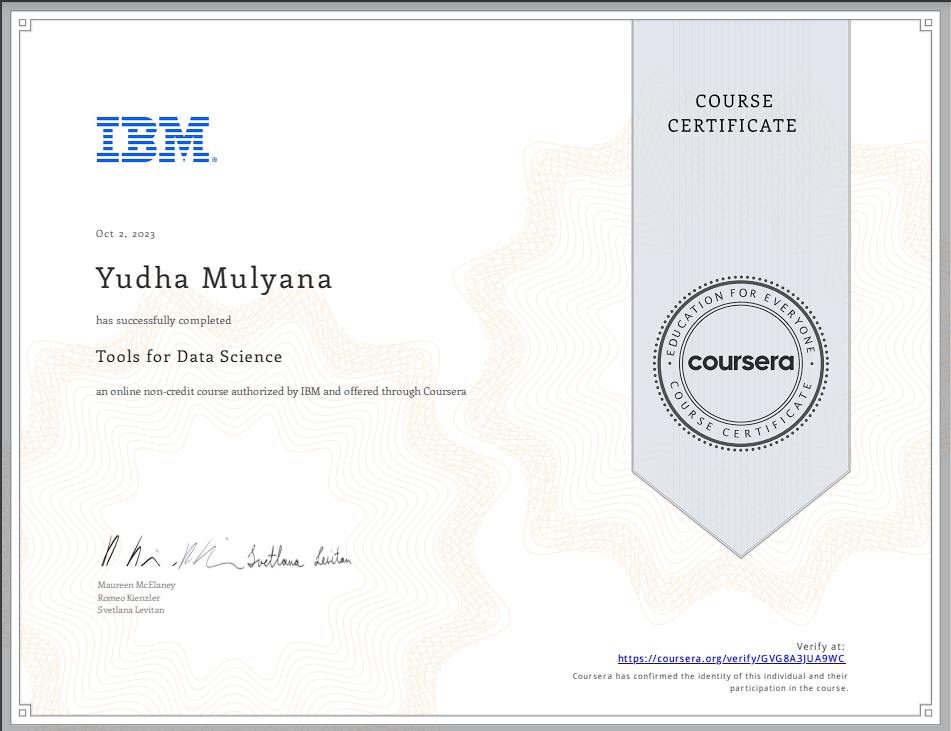 COURSE
CERTIFICATE
IBM®
Oct 2, 2023
Yudha Mulyana
has successfully completed
Tools for Data Science
an online non-credit course authorized by IBM and offered through Coursera
EDUCATION FOR EVERYONE
coursera
COURSE CERTIFICATE
Svetlana Levitan
Maureen McElaney
Romeo Kienzler
Svetlana Levitan
Verify at:
https://coursera.org/verify/GVG8A3JUA9WC
Coursera has confirmed the identity of this individual and their
participation in the course.